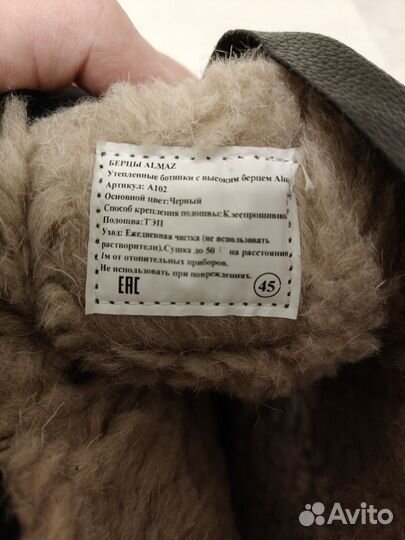 БЕРЦЫ ALMAZ
Утепленные ботинки с высоким берцем
Артикул: А102
Основной цвет:Черный
Способ крепления подошвы:Клеепрошивно
Подошва:ТЭП
Уход: Ежедневная чистка (не использовать
растворители).Сушка до 50 C на расстоянии
1м от отопительных приборов.
Не использовать при повреждениях.
ЕАС
45
Avito